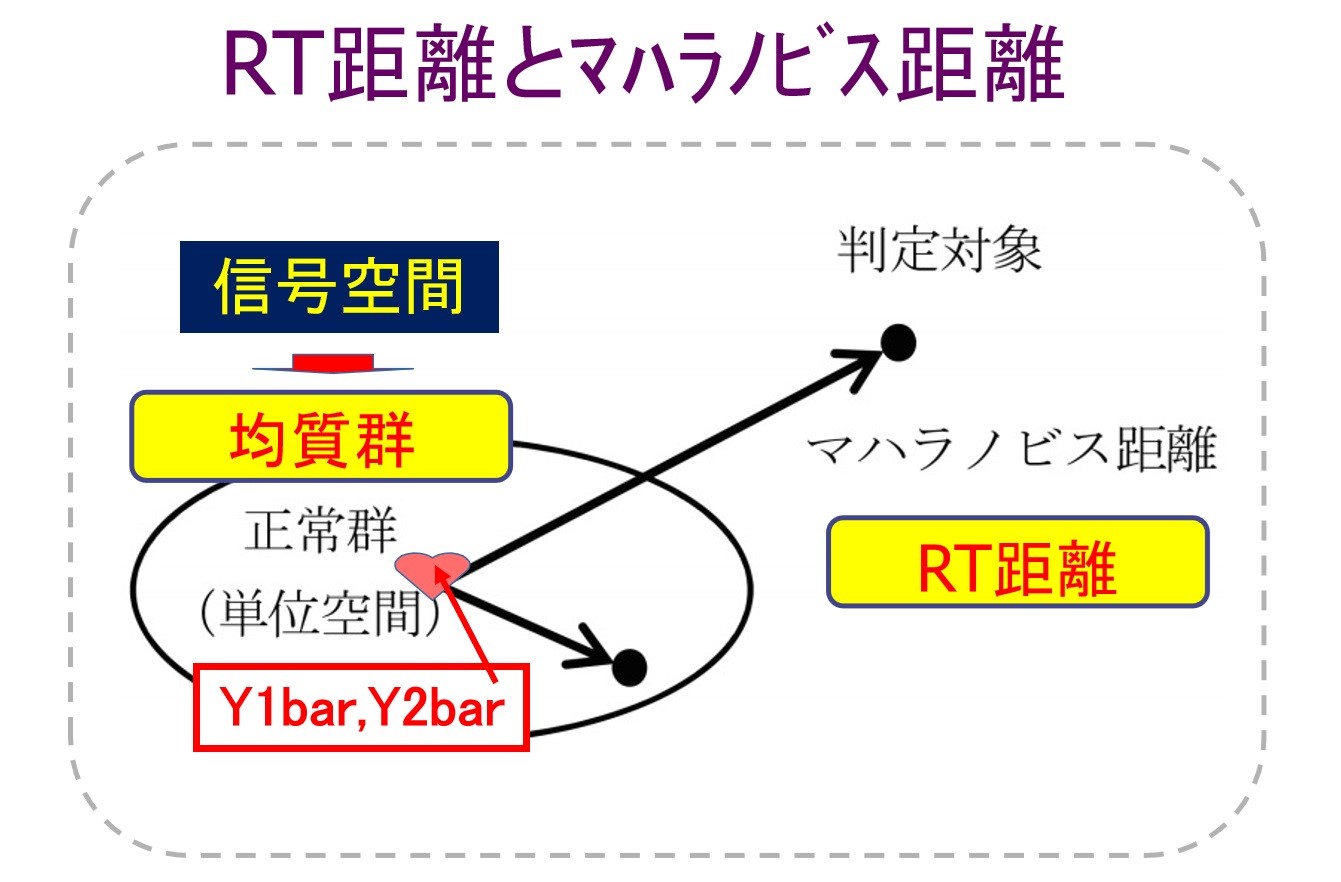 RT距離とﾏﾊﾗﾉﾋﾞｽ距離
信号空間
判定対象
均質群
マハラノビス距離
正常群
(単位空間)
RT距離
Y1bar,Y2bar